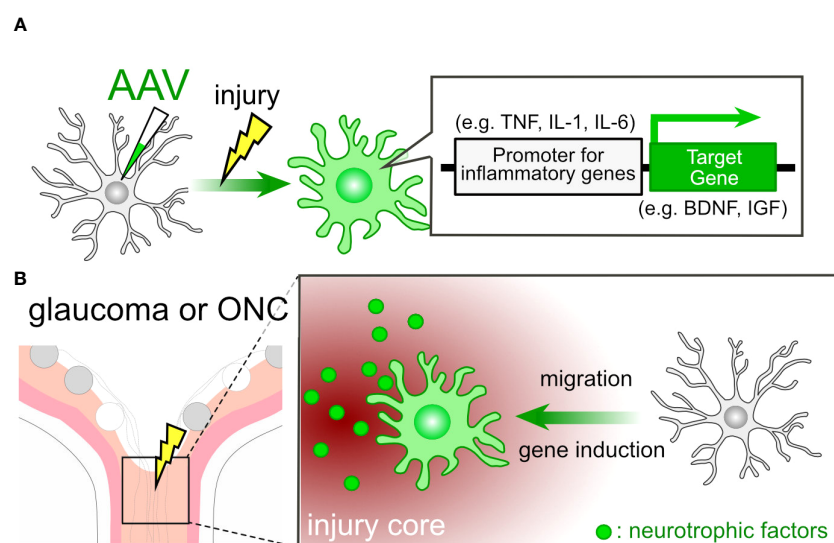 A
AAV
injury
(e.g. TNF, IL-1, IL-6)
Promoter for
inflammatory genes
Target
Gene
(e.g. BDNF, IGF)
B
glaucoma or ONC
migration
gene induction
injury core
: neurotrophic factors